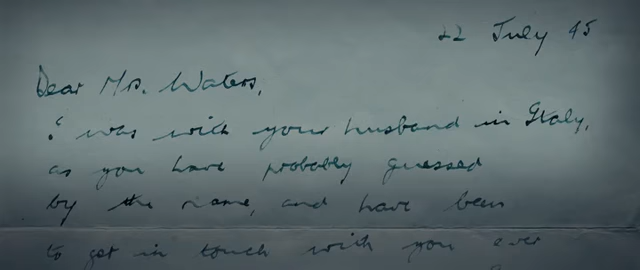 22 July 45
Dear Mrs. Waters,
I was with your husband in Italy,
as you have probably guessed
by the name, and have been
to get in touch with you ever